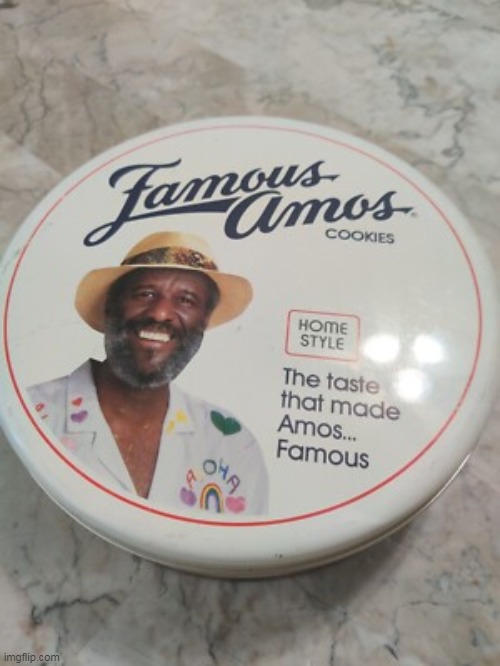 Famous
Amos
COOKIES
HOME
STYLE
The taste
that made
Amos...
Famous
ALOHA
imgflip.com